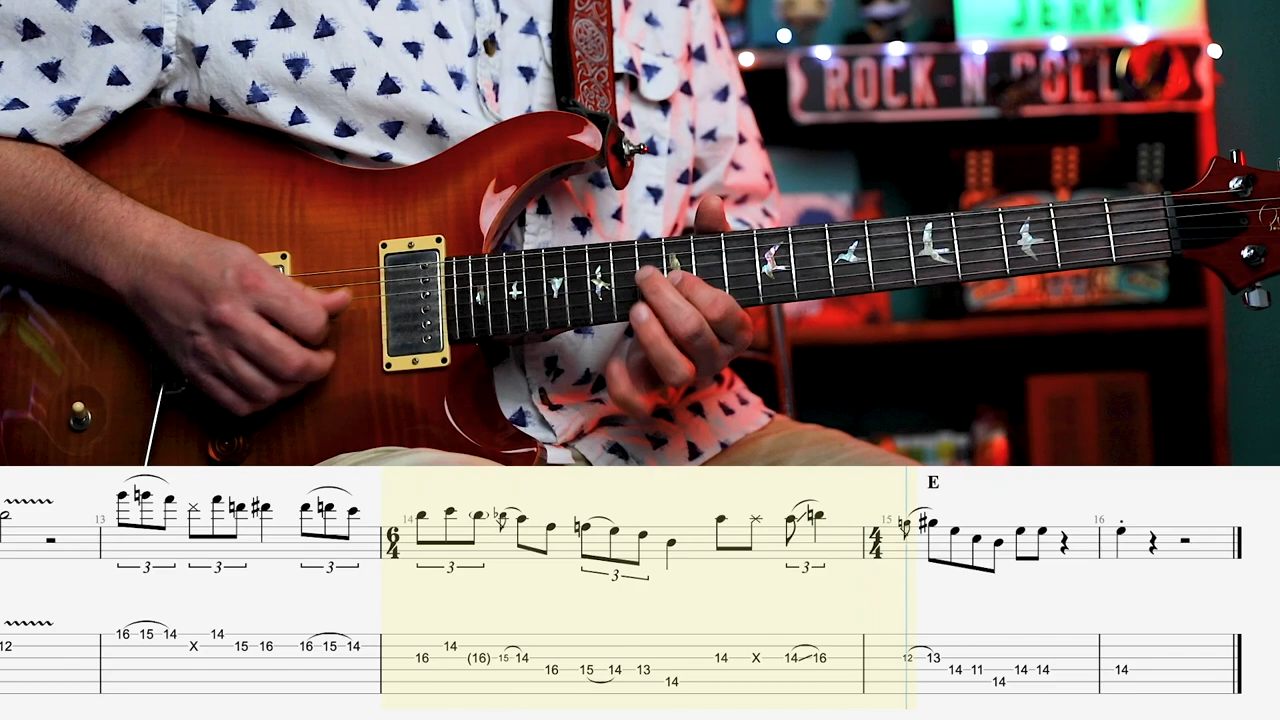 JERRY
ROCK-N ROLL
E
13
14
15
16
6
4
4
4
3
3
3
3
3
3
12
16 15 14
X 14 15 16
16 15 14
16 14 (16) 15 14 16 15 14 13 14
14 X 14 16
12 13 14 11 14 14 14
14